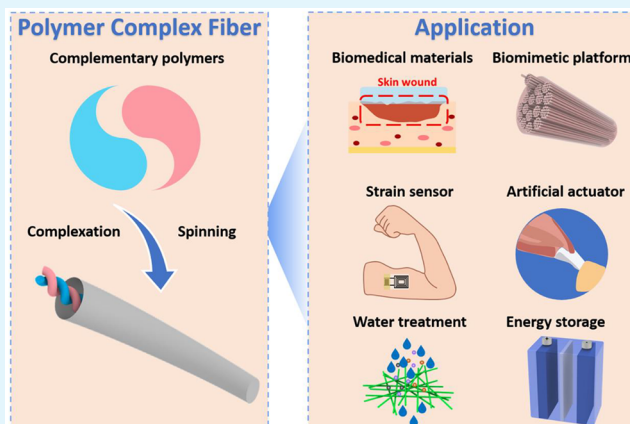 Polymer Complex Fiber
Complementary polymers
Complexation
Spinning
Application
Biomedical materials
Biomimetic platform
Skin wound
Strain sensor
Artificial actuator
Water treatment
Energy storage